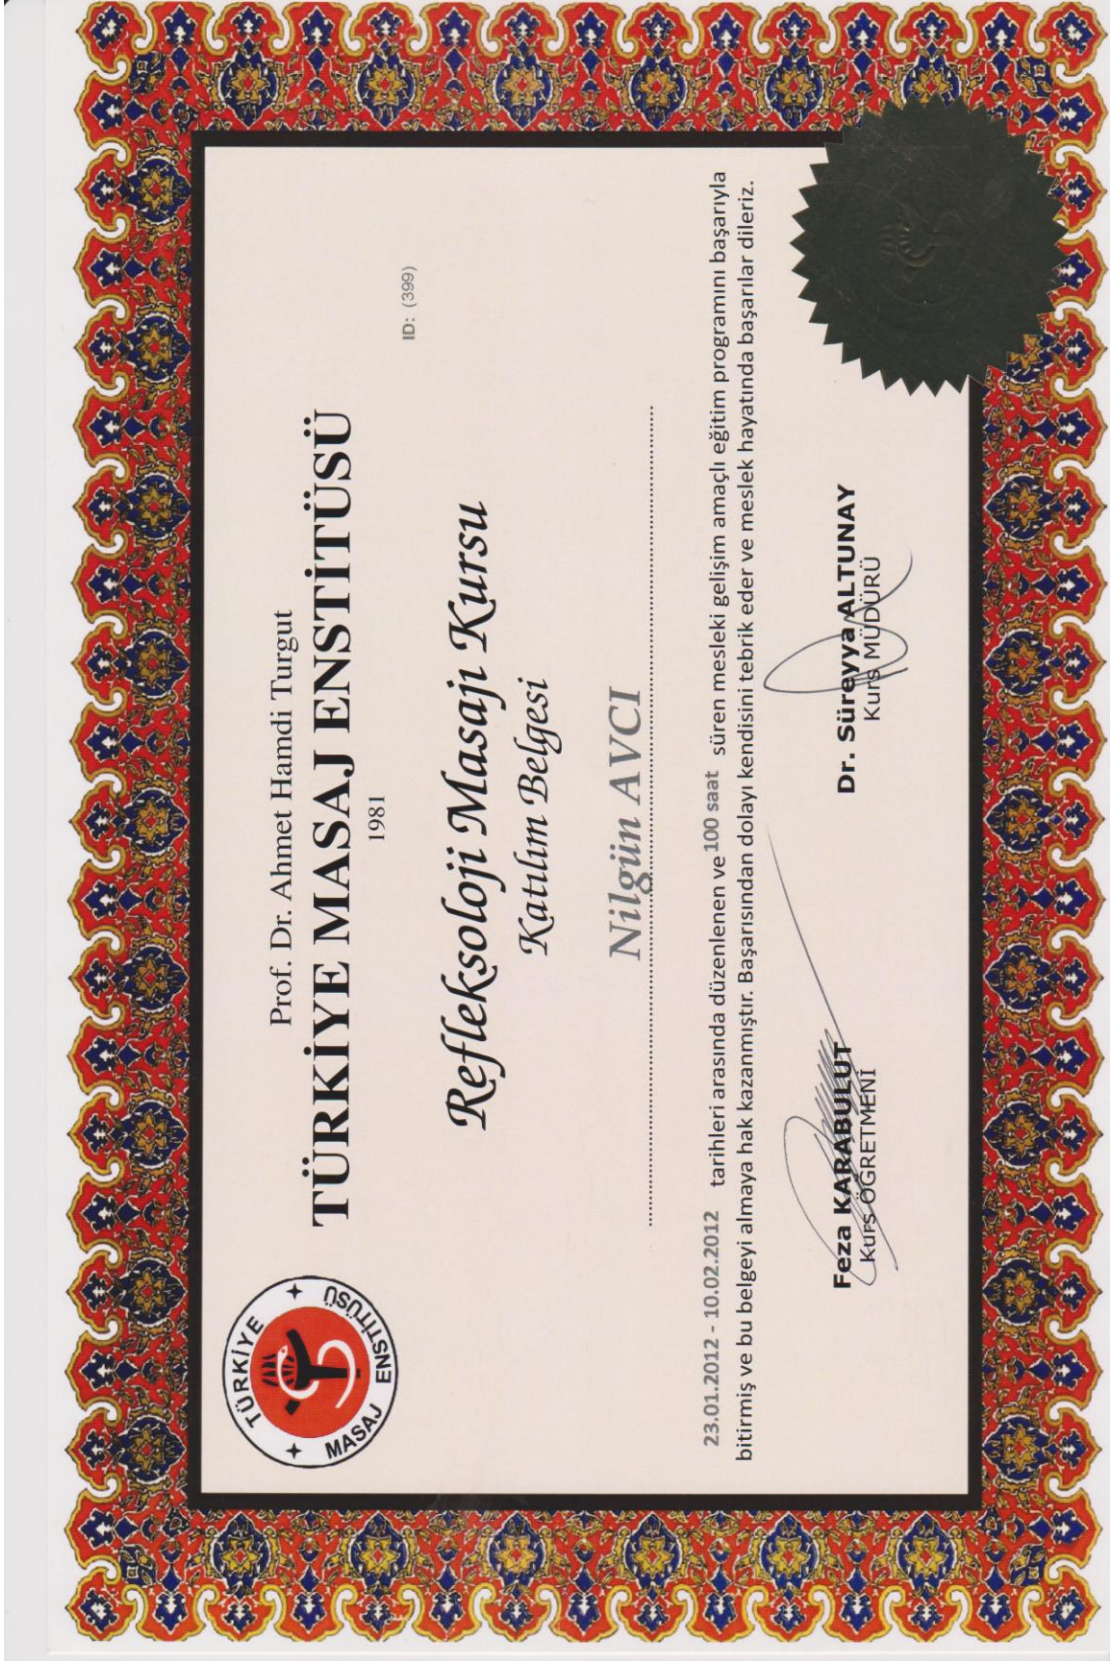 TÜRKİYE MASAJ ENSTİTÜSÜ
Prof. Dr. Ahmet Hamdi Turgut
TÜRKİYE MASAJ ENSTİTÜSÜ
1981
ID: (399)
Refleksoloji Masajı Kursu
Katılım Belgesi
Nilgün AVCI
23.01.2012 - 10.02.2012 tarihleri arasında düzenlenen ve 100 saat süren mesleki gelişim amaçlı eğitim programını başarıyla
bitirmiş ve bu belgeyi almaya hak kazanmıştır. Başarısından dolayı kendisini tebrik eder ve meslek hayatında başarılar dileriz.
Feza KARABULUT
Kurs ÖĞRETMENİ
Dr. Süreyya ALTUNAY
Kurs MÜDÜRÜ